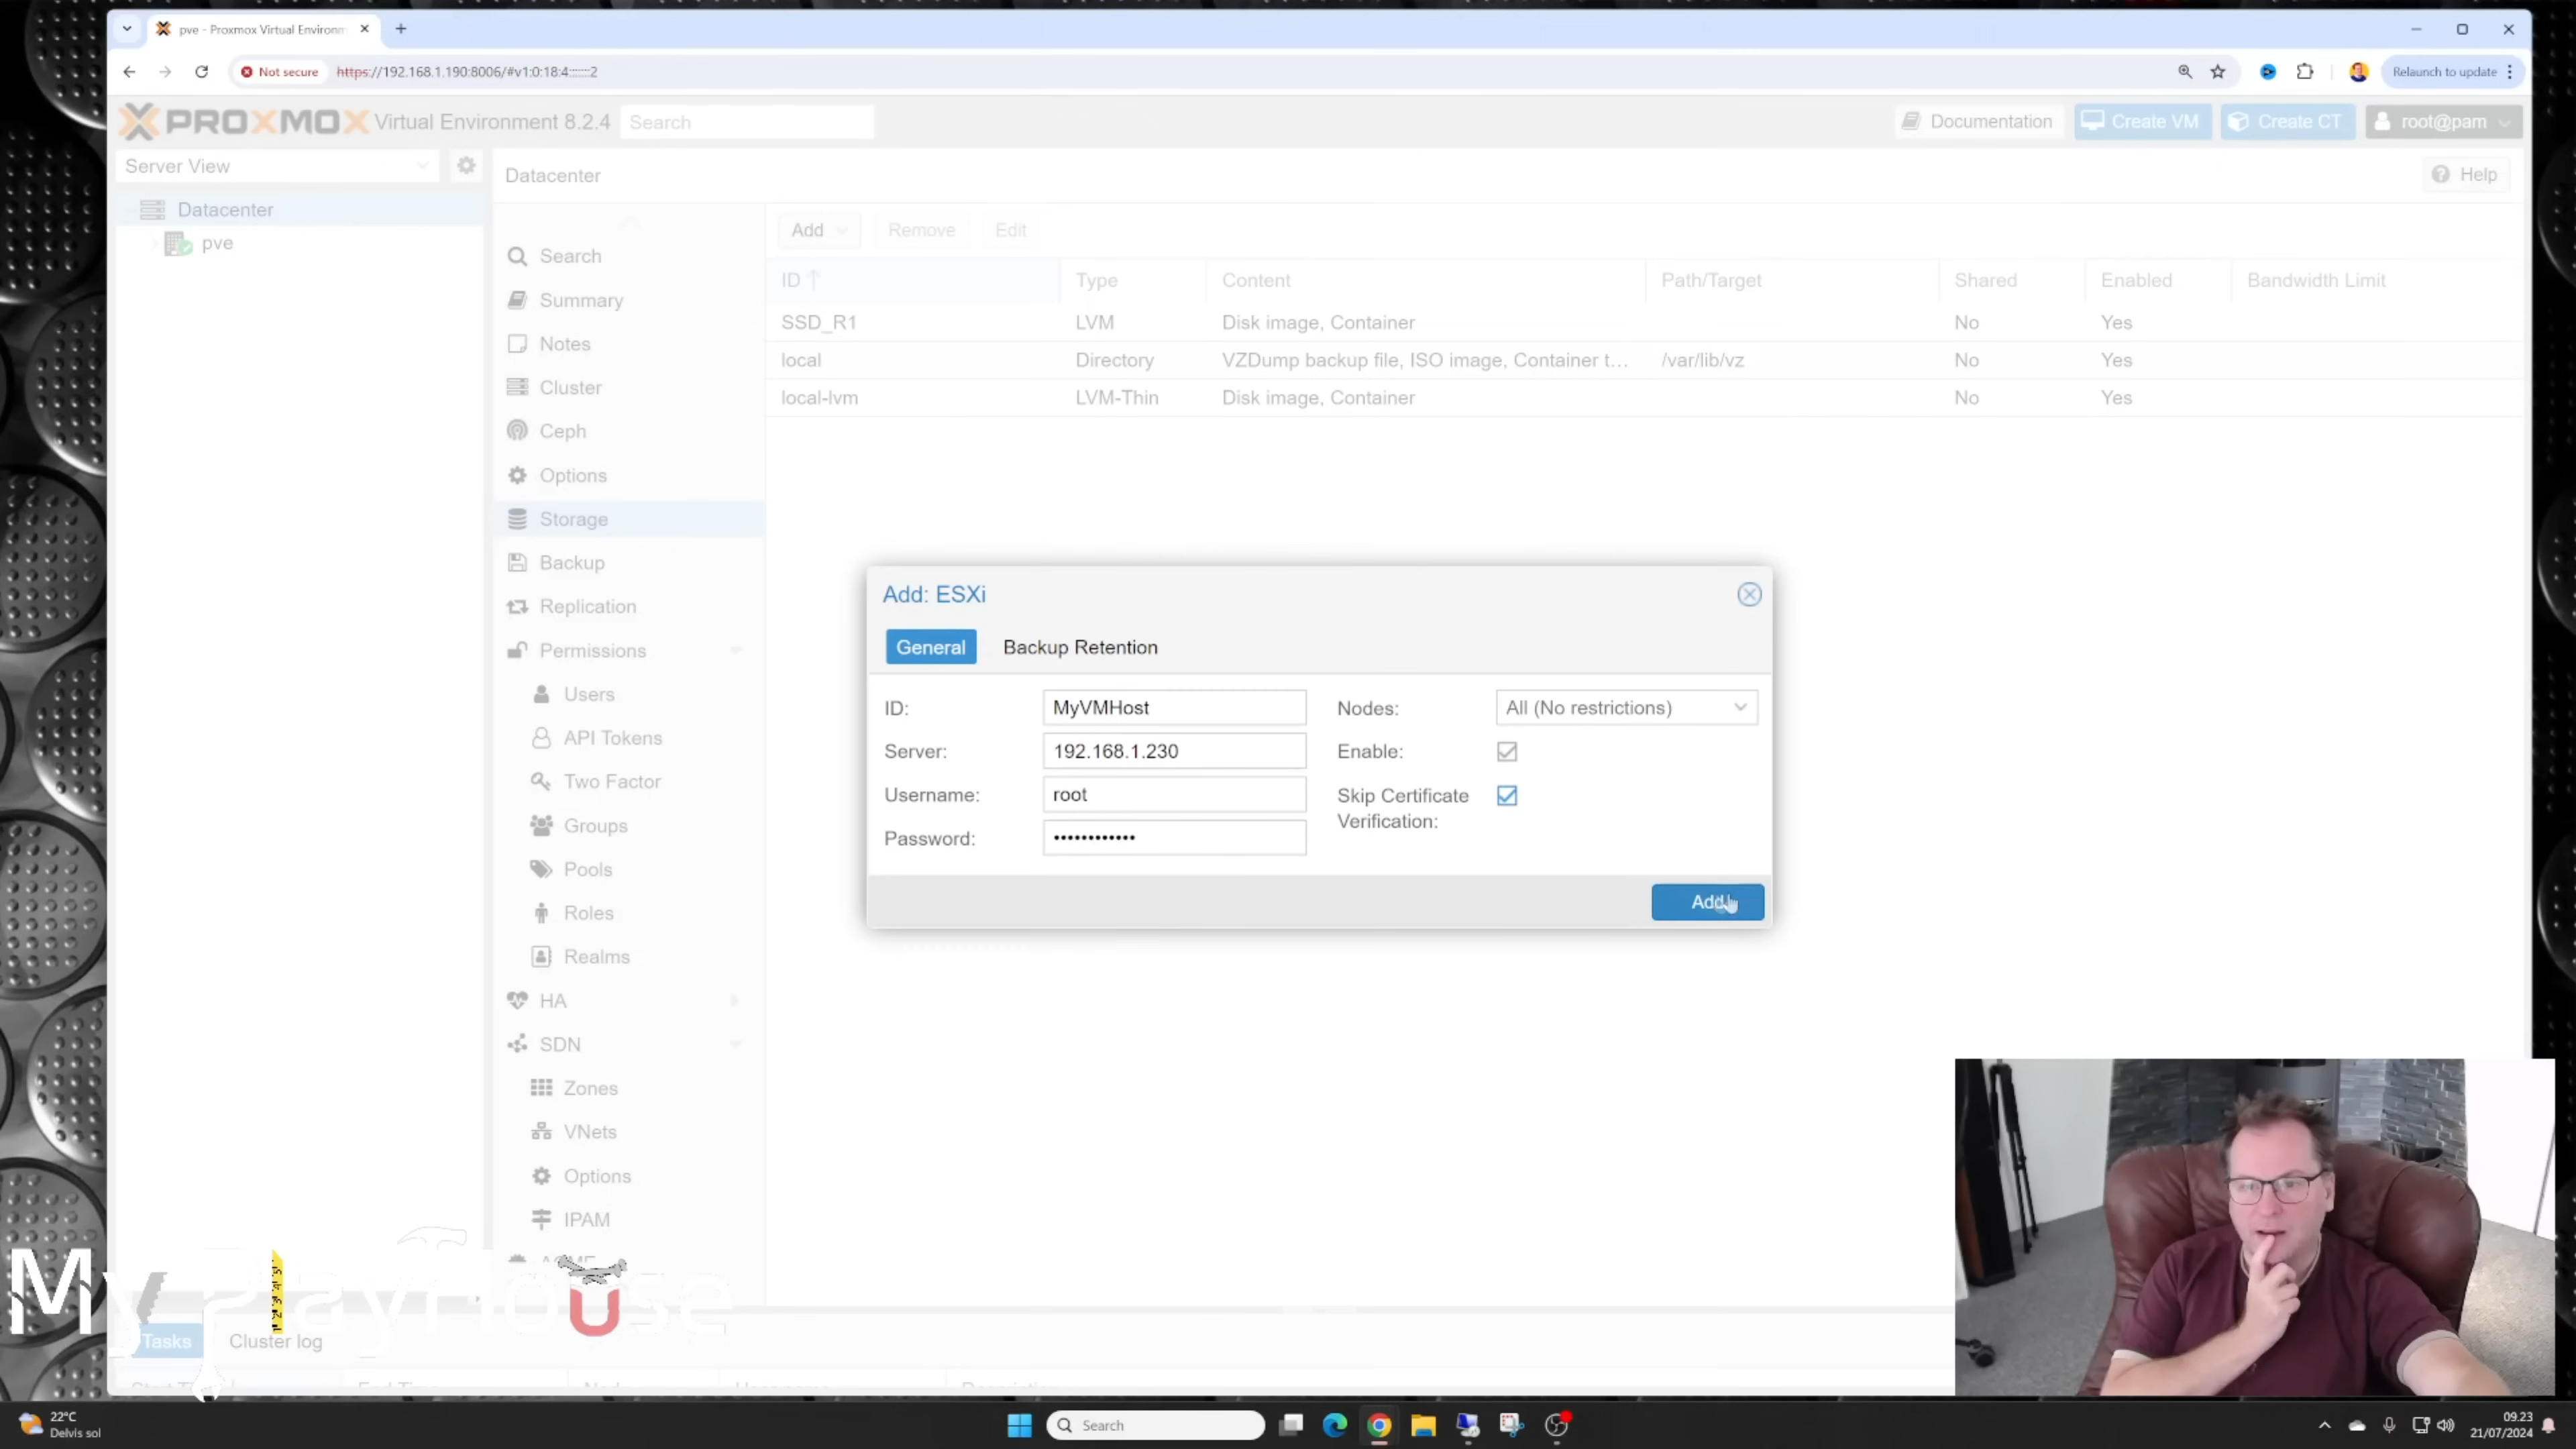 pve - Proxmox Virtual Environm
Not secure https://192.168.1.190:8006/#v1:0:18:4:::::::2
Relaunch to update
PROXMOX Virtual Environment 8.2.4 Search
Documentation Create VM Create CT root@pam
Server View
Datacenter
pve
Datacenter
Help
Search
Summary
Notes
Cluster
Ceph
Options
Storage
Backup
Replication
Permissions
Users
API Tokens
Two Factor
Groups
Pools
Roles
Realms
HA
SDN
Zones
VNets
Options
IPAM
Add Remove Edit
ID Type Content Path/Target Shared Enabled Bandwidth Limit
SSD_R1 LVM Disk image, Container No Yes
local Directory VZDump backup file, ISO image, Container t... /var/lib/vz No Yes
local-lvm LVM-Thin Disk image, Container No Yes
Add: ESXi
General Backup Retention
ID: MyVMHost Nodes: All (No restrictions)
Server: 192.168.1.230 Enable:
Username: root Skip Certificate Verification:
Password: ••••••••••••
Add
My PlayHouse
Tasks Cluster log
22°C
Delvis sol
Search
09.23
21/07/2024